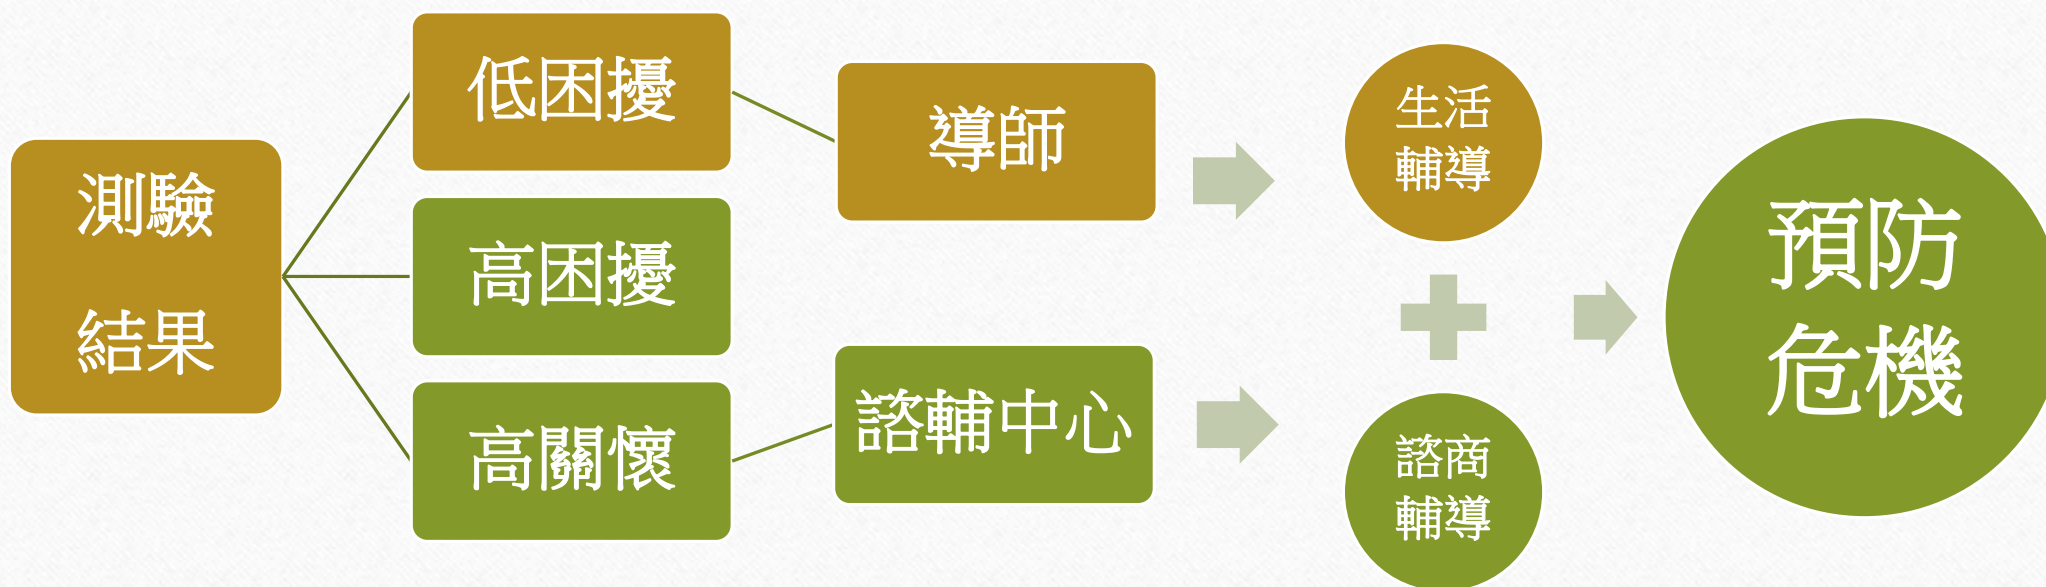 測驗
結果
低困擾
高困擾
高關懷
導師
諮輔中心
生活
輔導
諮商
輔導
預防
危機